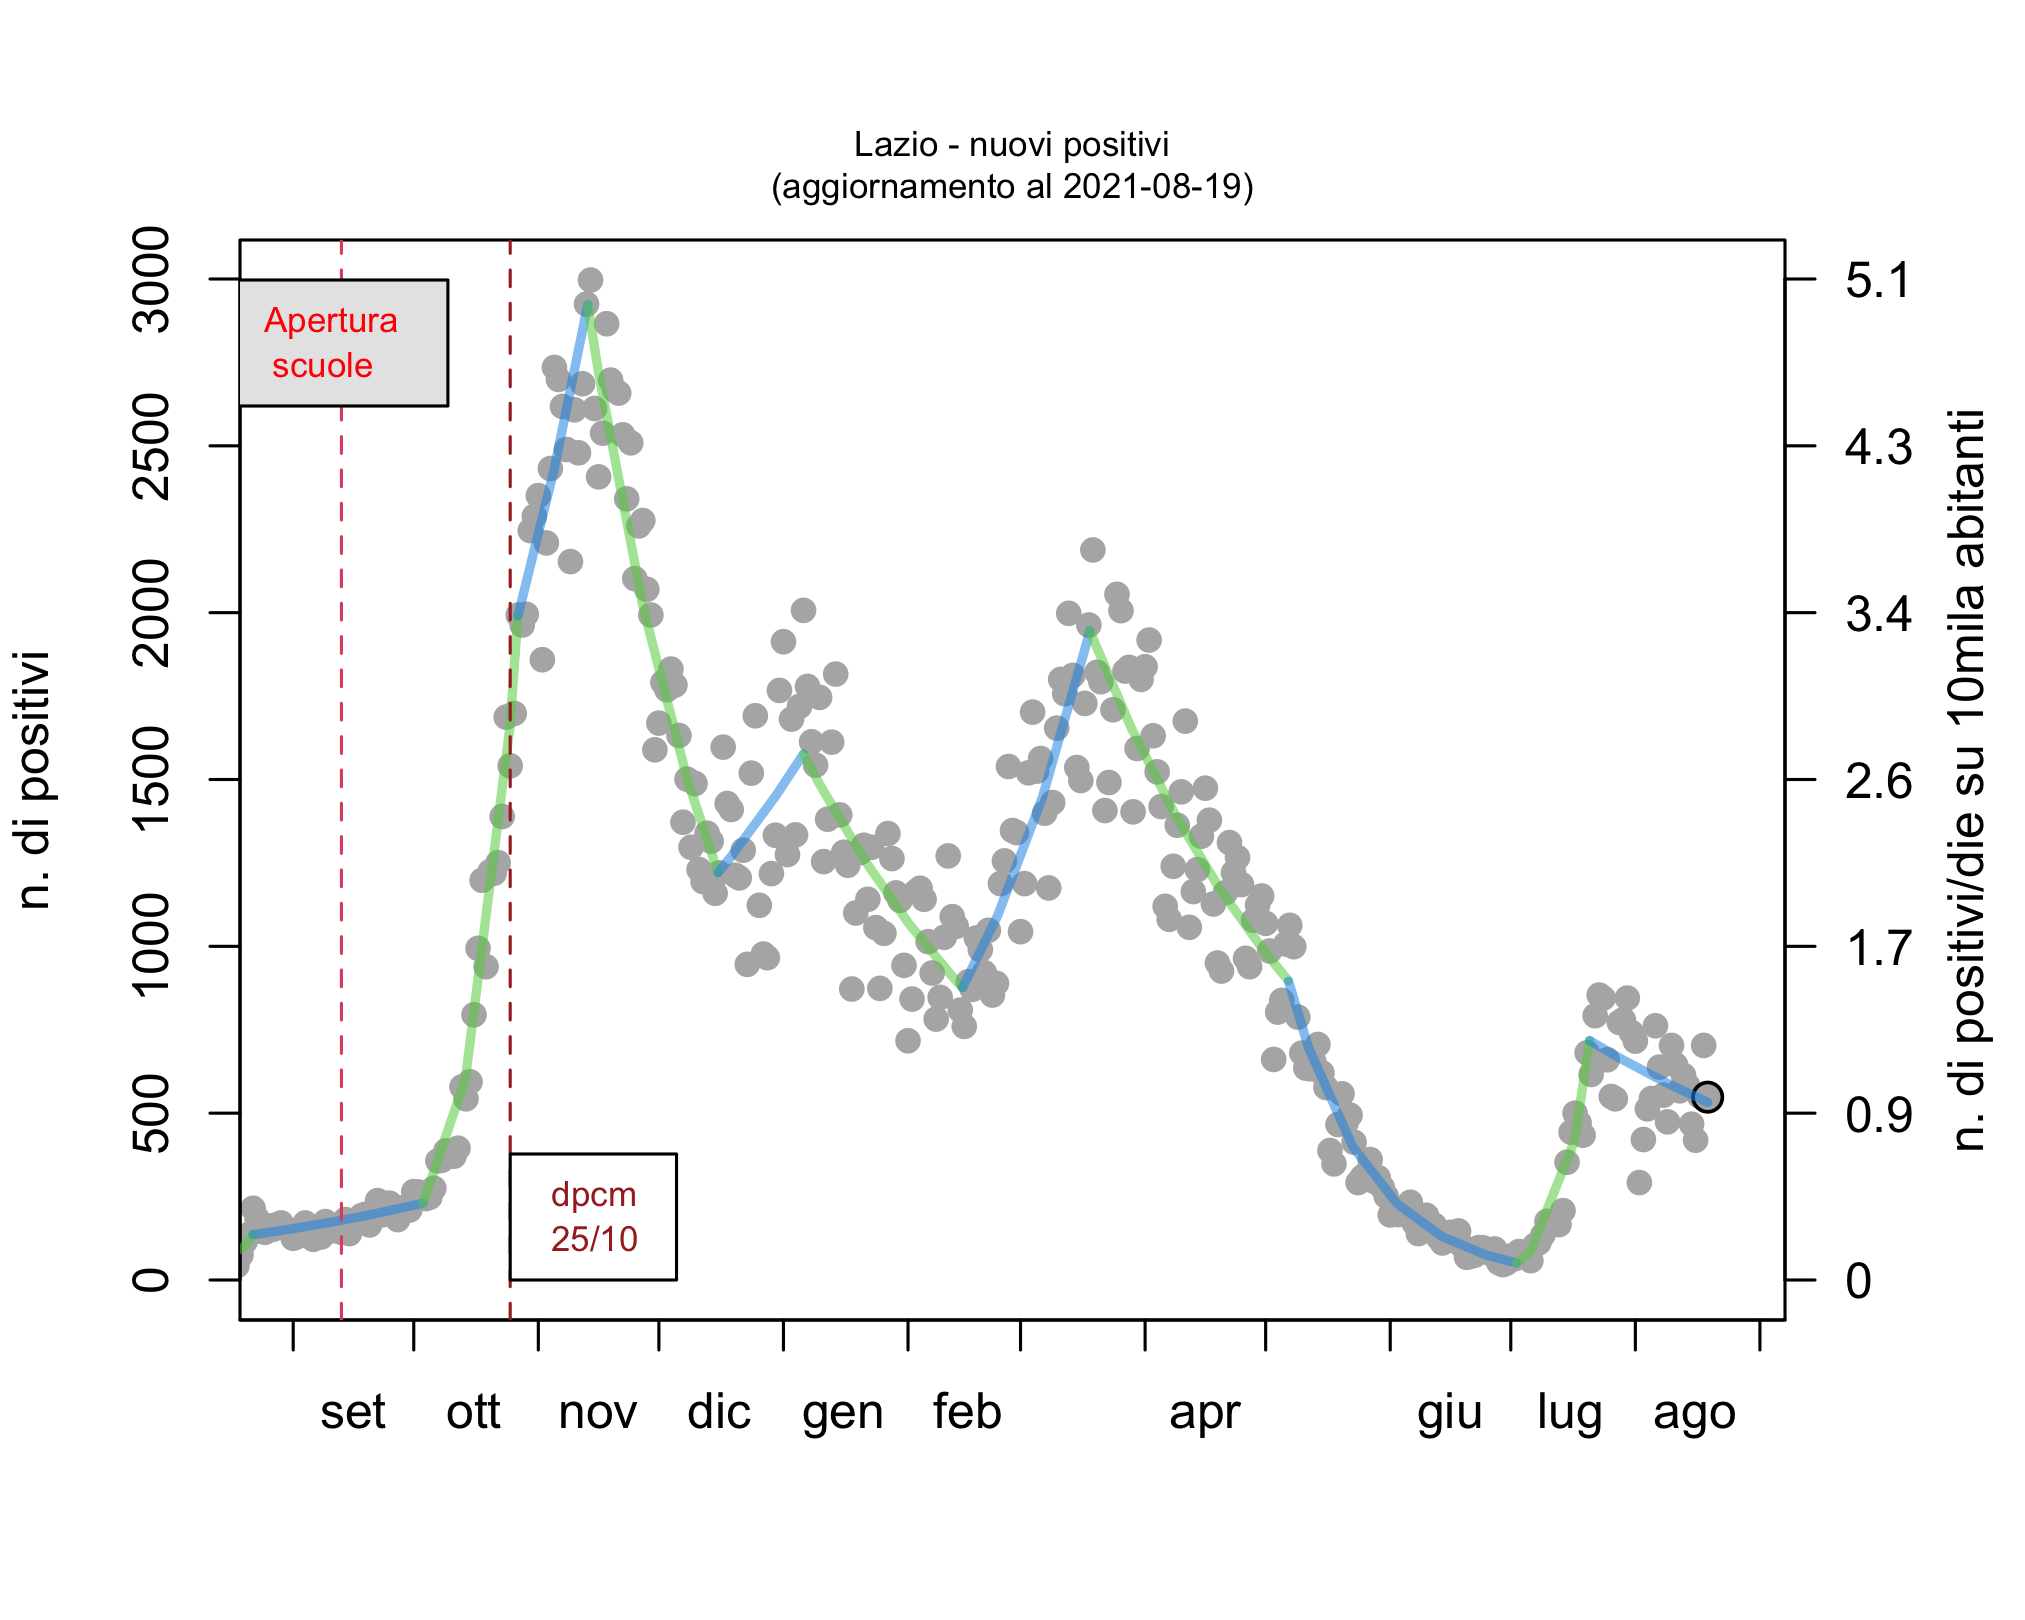 Lazio - nuovi positivi
(aggiornamento al 2021-08-19)
n. di positivi
3000
2500
2000
1500
1000
500
0
Apertura
scuole
dpcm
25/10
5.1
4.3
3.4
2.6
1.7
0.9
0
n. di positivi/die su 10mila abitanti
set ott nov dic gen feb apr giu lug ago